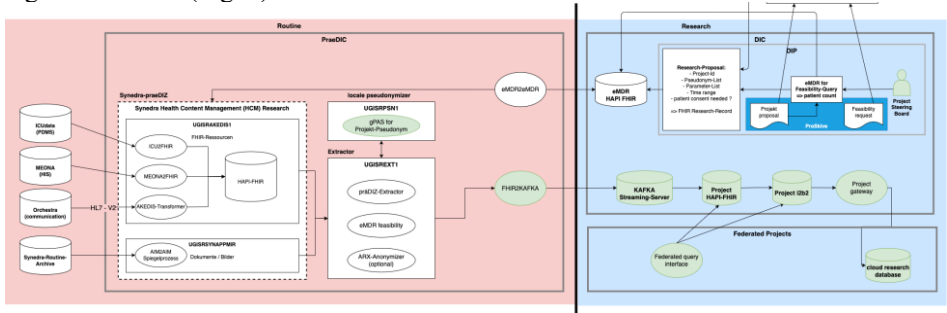 Routine
PraeDIC
Synedra-praeDIZ
Synedra Health Content Management (HCM) Research
UGISRAKEDIS1
FHIR-Ressourcen
ICUdata
(PDMS)
ICU2FHIR
MEONA
(HIS)
MEONA2FHIR
HAPI-FHIR
Orchestra
(communication)
HL7 - V2
AKEDIS-Transformer
UGISRSYNAPPMIR
Synedra-Routine-
Archive
AIM2AIM
Spiegelprozess
Dokumente / Bilder
locale pseudonymizer
UGISRPSN1
gPAS for
Projekt-Pseudonym
Extractor
UGISREXT1
präDIZ-Extractor
eMDR feasibility
ARX-Anonymizer
(optional)
eMDR2eMDR
FHIR2KAFKA
Research
DIC
DIP
eMDR
HAPI FHIR
Research-Proposal:
- Project-Id
- Pseudonym-List
- Parameter-List
- Time range
- patient consent needed ?
=> FHIR Research-Record
eMDR for
Feasibility-Query
=> patient count
Projekt
proposal
Feasibility
request
ProSkive
Project
Steering
Board
KAFKA
Streaming-Server
Project
HAPI-FHIR
Project i2b2
Project
gateway
Federated Projects
Federated query
interface
cloud research
database